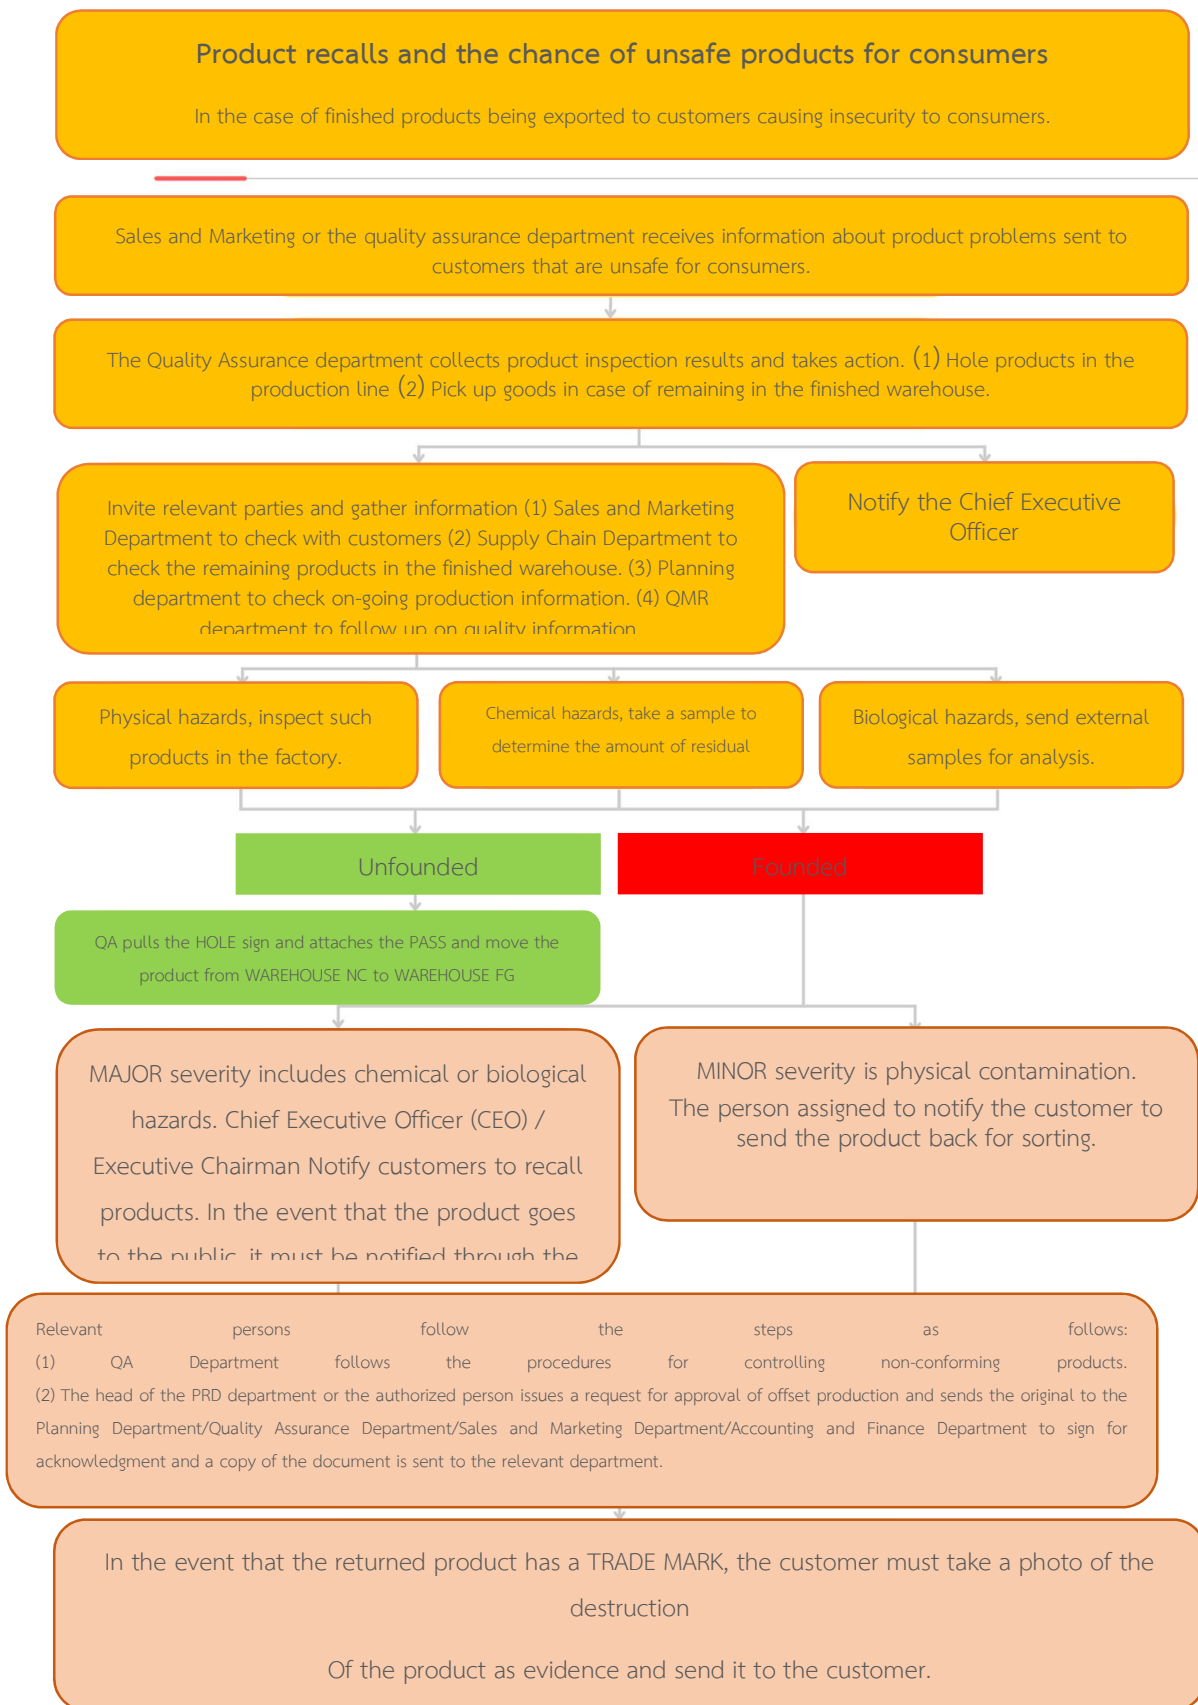 Product recalls and the chance of unsafe products for consumers
In the case of finished products being exported to customers causing insecurity to consumers.
Sales and Marketing or the quality assurance department receives information about product problems sent to
customers that are unsafe for consumers.
The Quality Assurance department collects product inspection results and takes action. (1) Hole products in the
production line (2) Pick up goods in case of remaining in the finished warehouse.
Invite relevant parties and gather information (1) Sales and Marketing
Department to check with customers (2) Supply Chain Department to
check the remaining products in the finished warehouse. (3) Planning
department to check on-going production information. (4) QMR
department to follow up on quality information
Notify the Chief Executive
Officer
Physical hazards, inspect such
products in the factory.
Chemical hazards, take a sample to
determine the amount of residual
Biological hazards, send external
samples for analysis.
Unfounded
Founded
QA pulls the HOLE sign and attaches the PASS and move the
product from WAREHOUSE NC to WAREHOUSE FG
MAJOR severity includes chemical or biological
hazards. Chief Executive Officer (CEO) /
Executive Chairman Notify customers to recall
products. In the event that the product goes
to the public, it must be notified through the
MINOR severity is physical contamination.
The person assigned to notify the customer to
send the product back for sorting.
Relevant persons follow the steps as follows:
(1) QA Department follows the procedures for controlling non-conforming products.
(2) The head of the PRD department or the authorized person issues a request for approval of offset production and sends the original to the
Planning Department/Quality Assurance Department/Sales and Marketing Department/Accounting and Finance Department to sign for
acknowledgment and a copy of the document is sent to the relevant department.
In the event that the returned product has a TRADE MARK, the customer must take a photo of the
destruction
Of the product as evidence and send it to the customer.